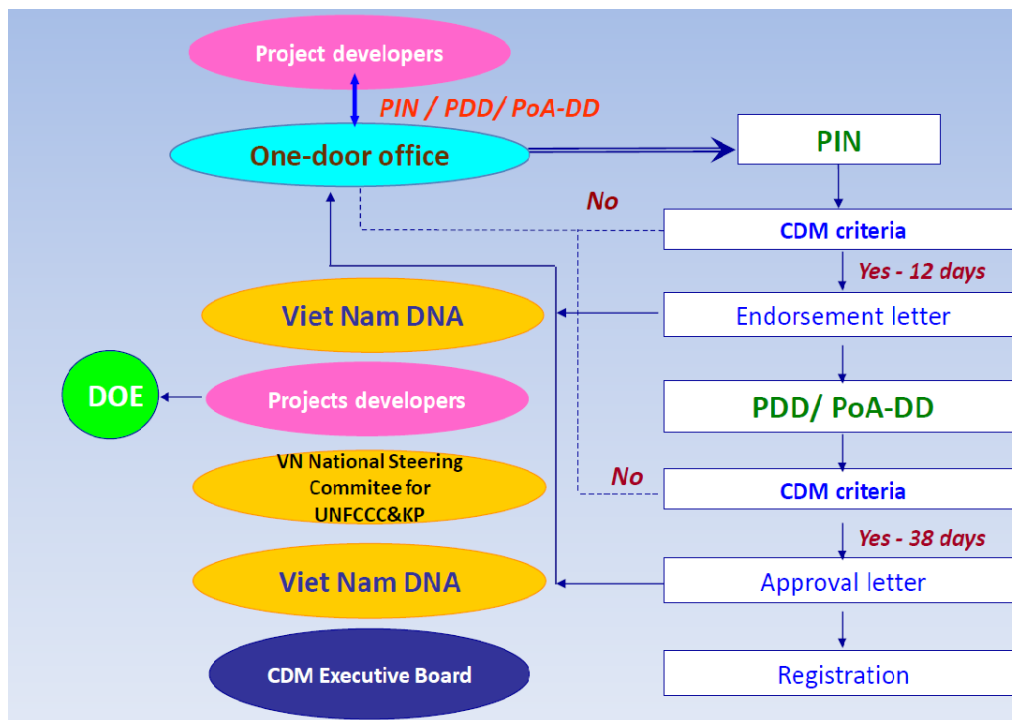 Project developers
PIN / PDD/ PoA-DD
One-door office
PIN
No
CDM criteria
Yes - 12 days
Viet Nam DNA
Endorsement letter
DOE
Projects developers
PDD/ PoA-DD
VN National Steering
Commitee for
UNFCCC&KP
No
CDM criteria
Yes - 38 days
Viet Nam DNA
Approval letter
CDM Executive Board
Registration